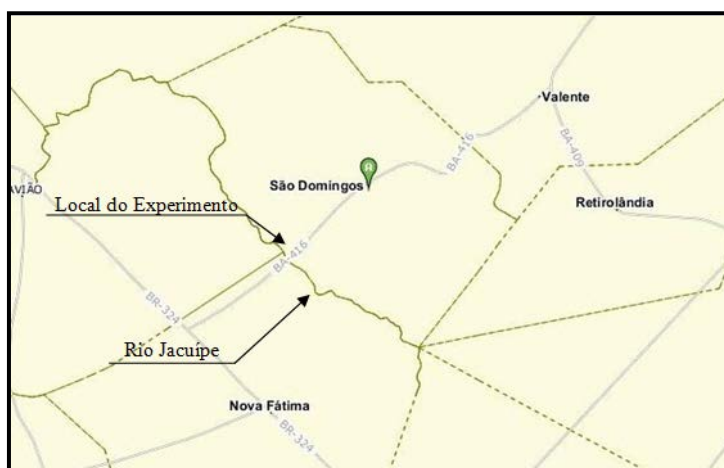 Valente
BA-416
BA-409
A
São Domingos
AVIÃO
Retirolândia
Local do Experimento
BA-416
BR-324
Rio Jacuípe
Nova Fátima
BR-324